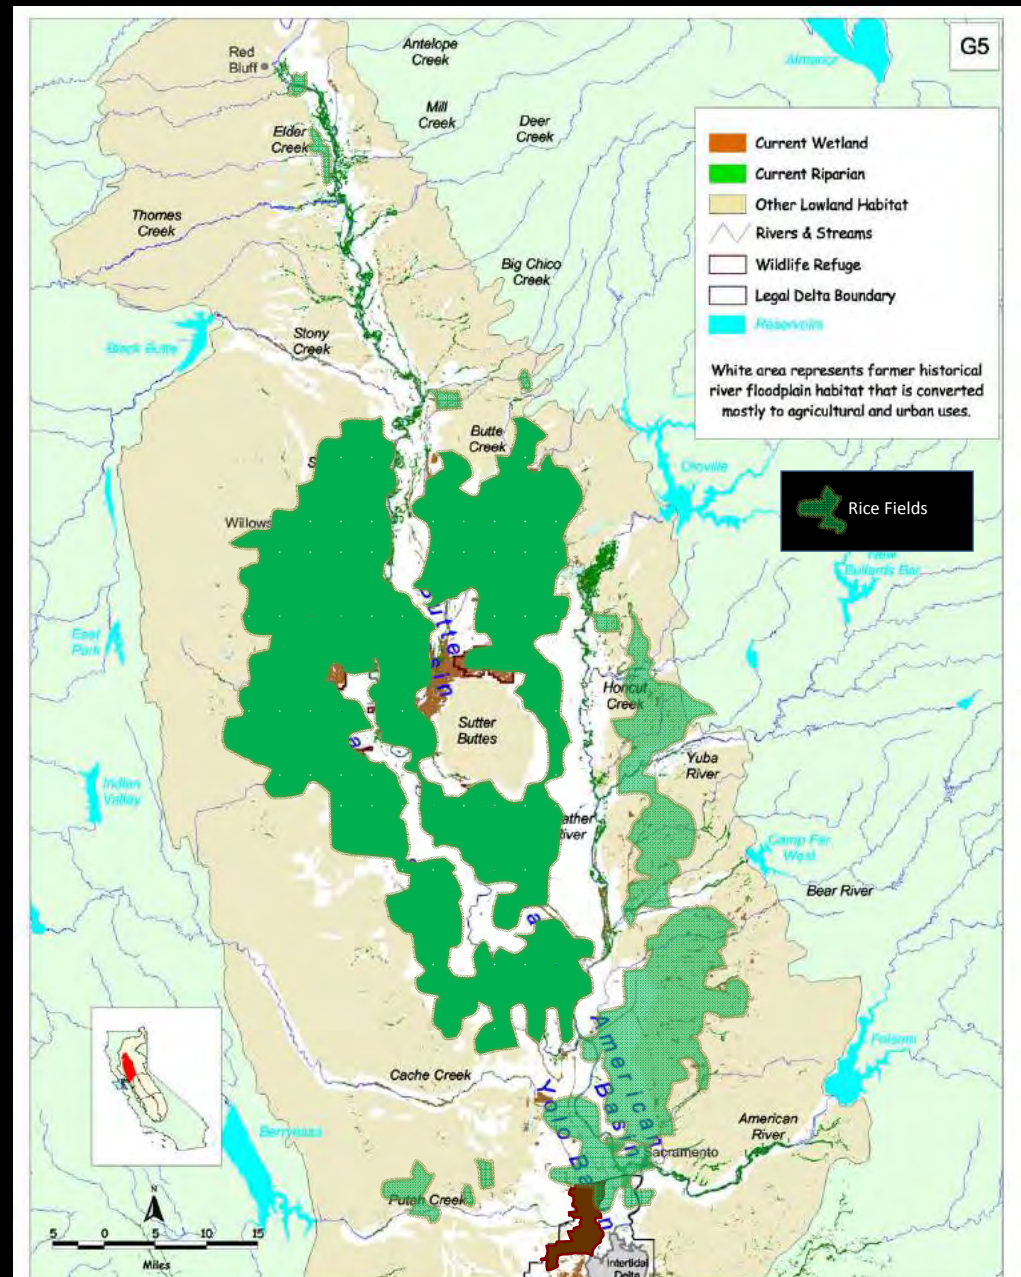 G5
Red
Bluff
Antelope
Creek
Almanor
Mill
Creek
Deer
Creek
Elder
Creek
Thomes
Creek
Big Chico
Creek
Stony
Creek
Black Butte
Butte
Creek
Current Wetland
Current Riparian
Other Lowland Habitat
Rivers & Streams
Wildlife Refuge
Legal Delta Boundary
Reservoirs
White area represents former historical
river floodplain habitat that is converted
mostly to agricultural and urban uses.
Rice Fields
S
Willows
Oroville
New
Bullards Bar
Butte
sin
East
Park
Honcut
Creek
Sutter
Buttes
a
Yuba
River
Indian
Valley
ather
iver
Camp Far
West
Bear River
a
American
Basin
Folsom
Cache Creek
Yolo Ba
n
American
River
Sacramento
Berryessa
Putah Creek
N
5 0 5 10 15
Miles
Intertidal
Delta